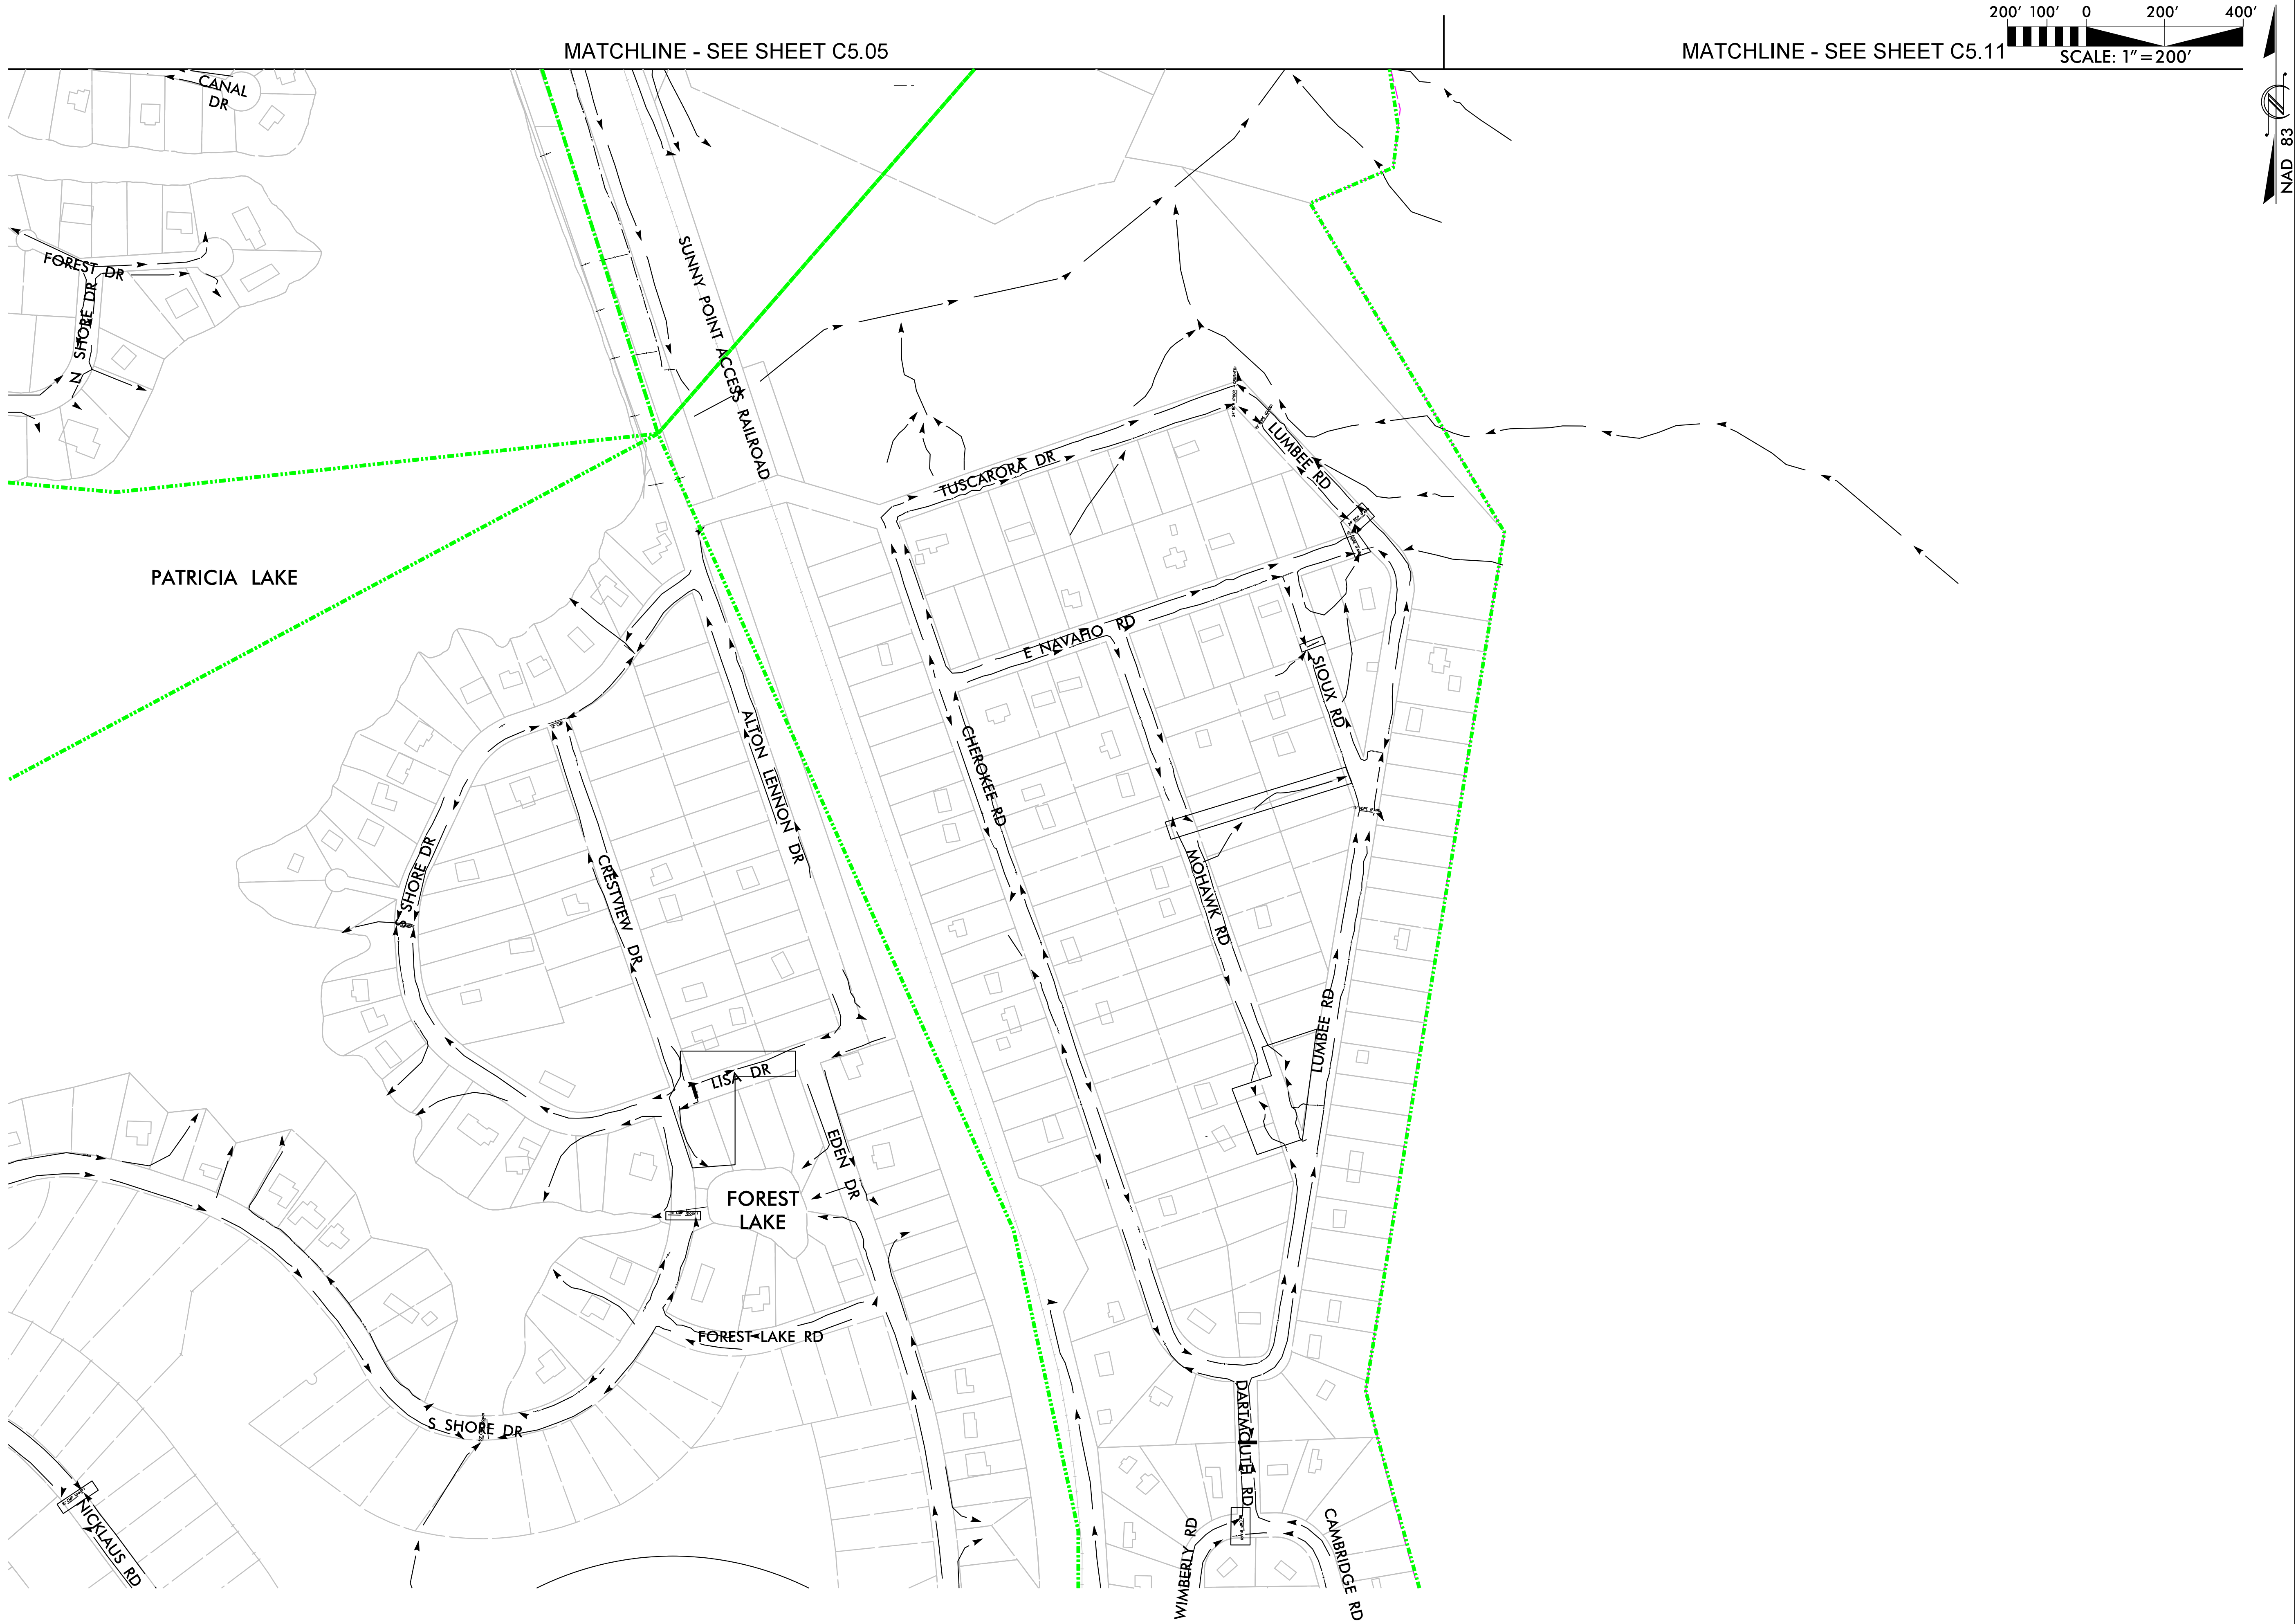 200' 100' 0 200' 400'
MATCHLINE - SEE SHEET C5.05
MATCHLINE - SEE SHEET C5.11
SCALE: 1"=200'
NAD 83
CANAL
DR
FOREST DR
N SHORE DR
SUNNY POINT ACCESS RAILROAD
TUSCARORA DR
LUMBEE RD
PATRICIA LAKE
E NAVAHO RD
SIOUX RD
CHEROKEE RD
ALTON LENNON DR
CRESTVIEW DR
S SHORE DR
MOHAWK RD
LUMBEE RD
LISA DR
EDEN DR
FOREST
LAKE
FOREST LAKE RD
S SHORE DR
DARTMOUTH RD
NICKLAUS RD
WIMBERLY RD
CAMBRIDGE RD